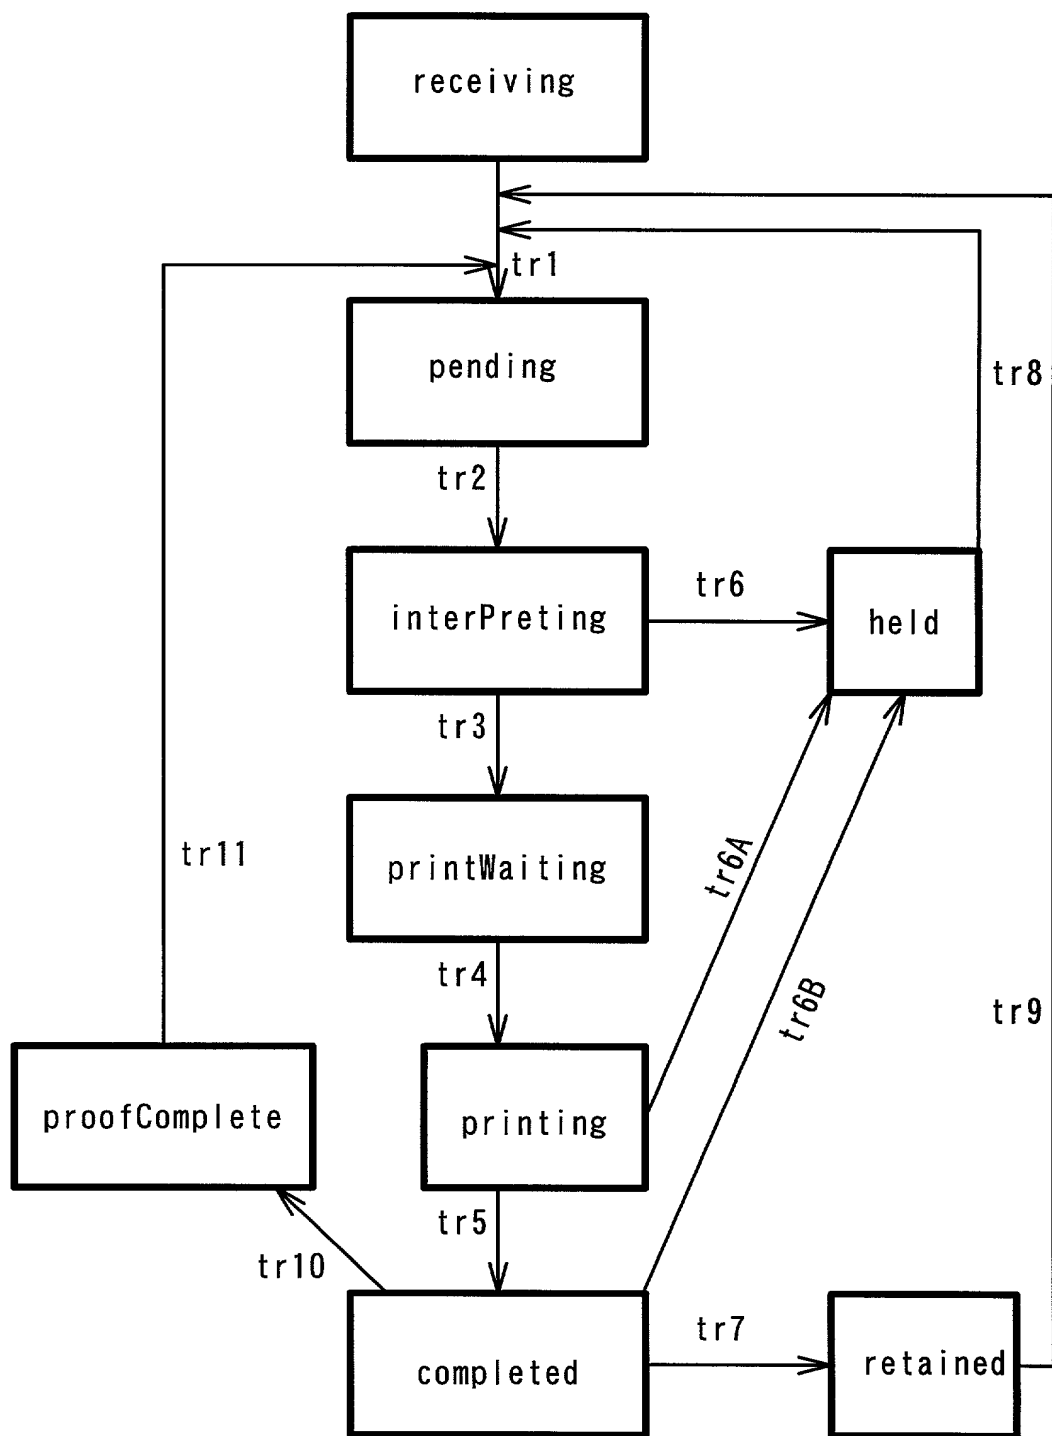 receiving
tr1
pending
tr8
tr2
interPreting
tr6
held
tr3
tr11
printWaiting
tr6A
tr4
tr6B
tr9
proofComplete
printing
tr5
tr10
tr7
completed
retained